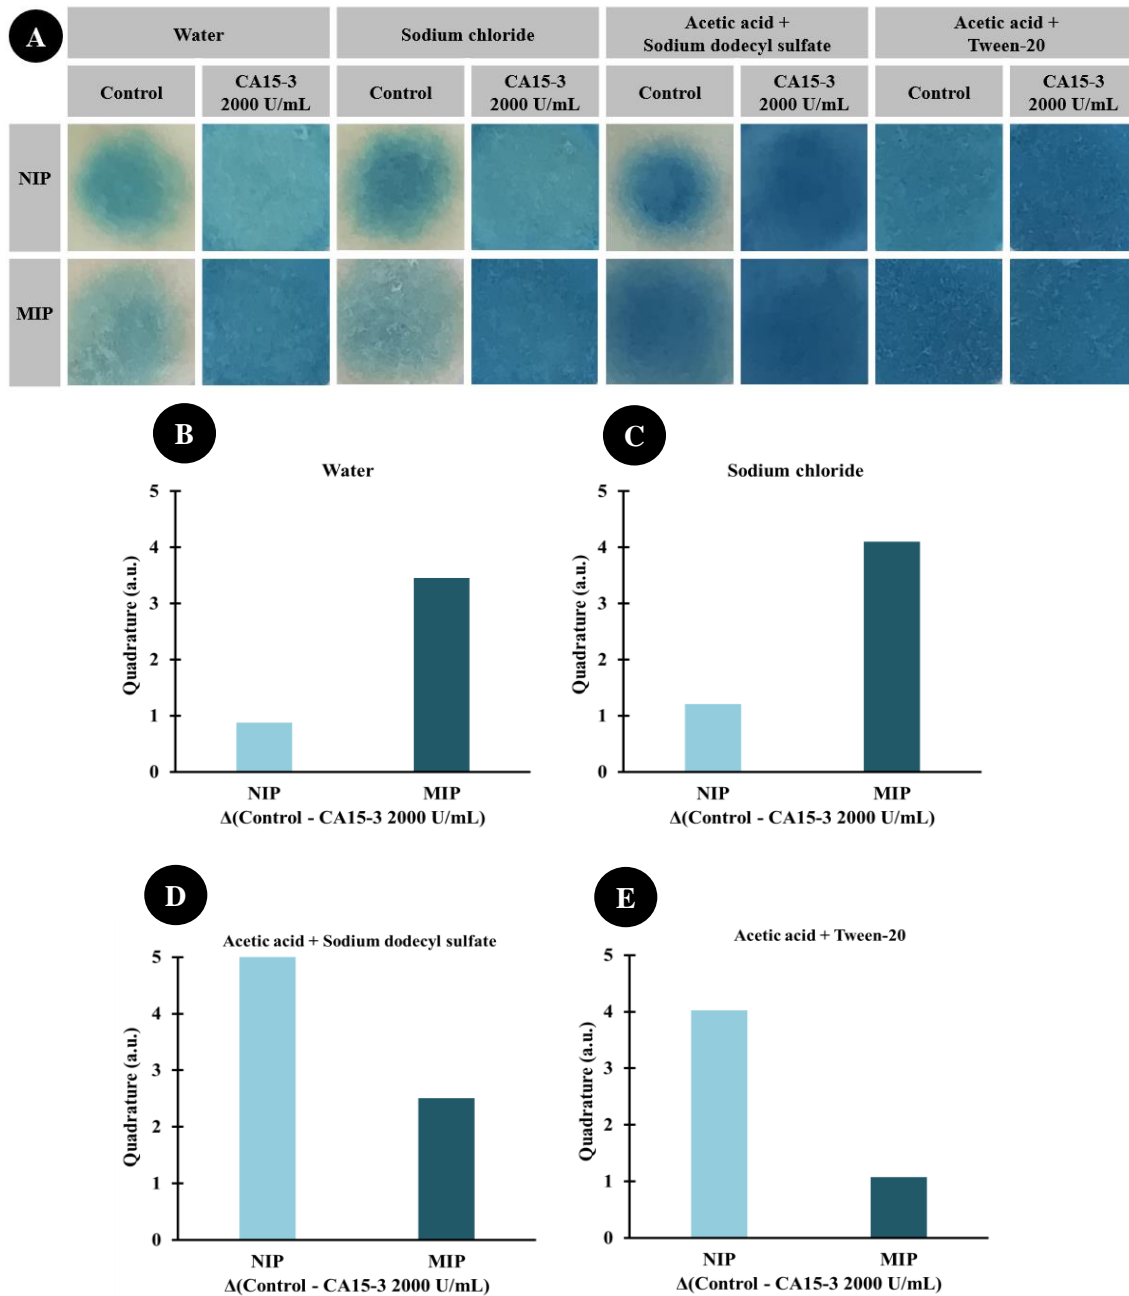 A
Water
Sodium chloride
Acetic acid +
Sodium dodecyl sulfate
Acetic acid +
Tween-20
Control
CA15-3
2000 U/mL
Control
CA15-3
2000 U/mL
Control
CA15-3
2000 U/mL
Control
CA15-3
2000 U/mL
NIP
MIP
B
Water
Quadrature (a.u.)
5
4
3
2
1
0
NIP
MIP
Δ(Control - CA15-3 2000 U/mL)
C
Sodium chloride
Quadrature (a.u.)
5
4
3
2
1
0
NIP
MIP
Δ(Control - CA15-3 2000 U/mL)
D
Acetic acid + Sodium dodecyl sulfate
Quadrature (a.u.)
5
4
3
2
1
0
NIP
MIP
Δ(Control - CA15-3 2000 U/mL)
E
Acetic acid + Tween-20
Quadrature (a.u.)
5
4
3
2
1
0
NIP
MIP
Δ(Control - CA15-3 2000 U/mL)